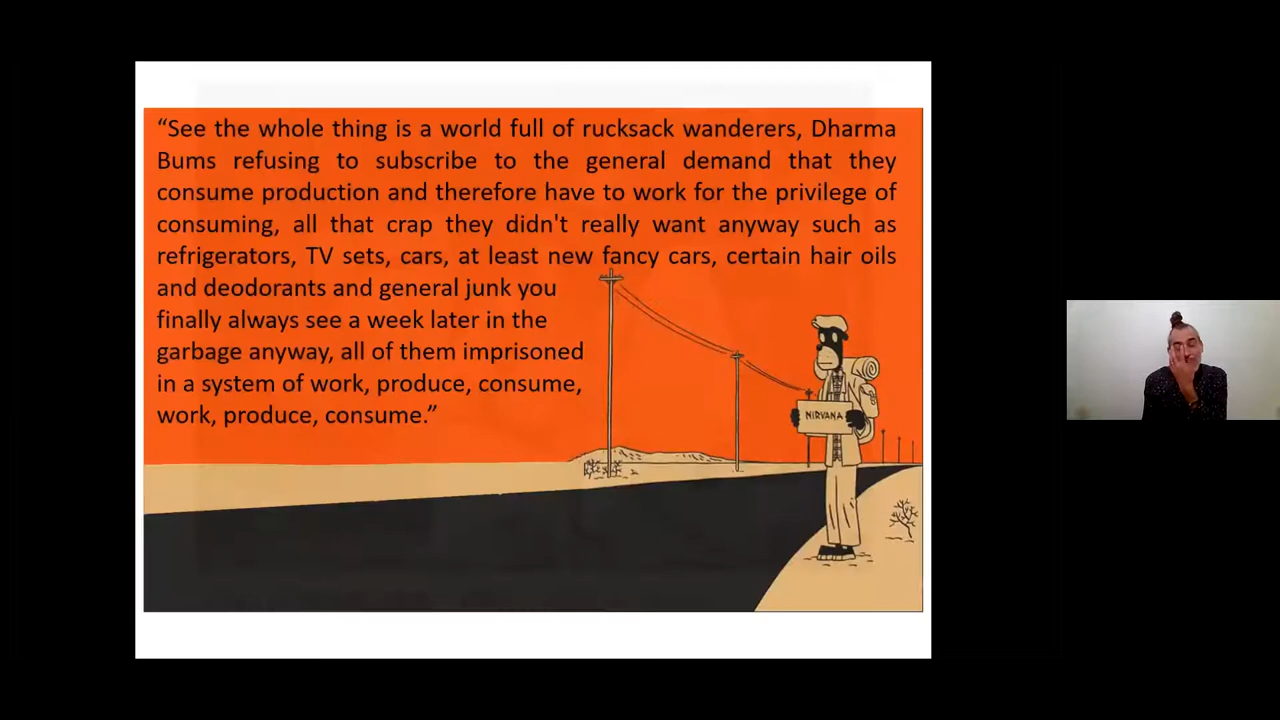 “See the whole thing is a world full of rucksack wanderers, Dharma
Bums refusing to subscribe to the general demand that they
consume production and therefore have to work for the privilege of
consuming, all that crap they didn't really want anyway such as
refrigerators, TV sets, cars, at least new fancy cars, certain hair oils
and deodorants and general junk you
finally always see a week later in the
garbage anyway, all of them imprisoned
in a system of work, produce, consume,
work, produce, consume.”
NIRVANA